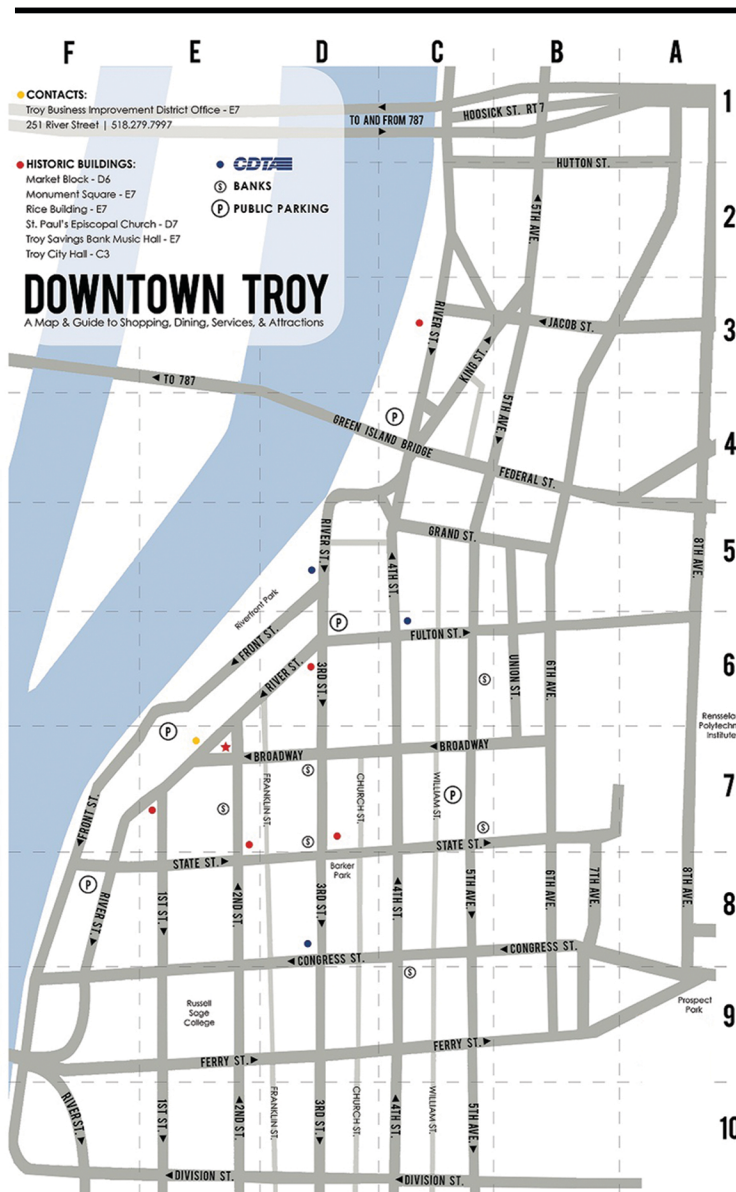 F E D C B A
1
2
3
4
5
6
7
8
9
10
CONTACTS:
Troy Business Improvement District Office - E7
251 River Street | 518.279.7997
HISTORIC BUILDINGS:
Market Block - D6
Monument Square - E7
Rice Building - E7
St. Paul's Episcopal Church - D7
Troy Savings Bank Music Hall - E7
Troy City Hall - C3
CDTA
S BANKS
P PUBLIC PARKING
DOWNTOWN TROY
A Map & Guide to Shopping, Dining, Services, & Attractions
TO AND FROM 787
HOOSICK ST. RT 7
HUTTON ST.
5TH AVE.
RIVER ST.
JACOB ST.
KING ST.
TO 787
P
GREEN ISLAND BRIDGE
5TH AVE.
FEDERAL ST.
RIVER ST.
GRAND ST.
4TH ST.
8TH AVE.
Riverfront Park
FRONT ST.
P
FULTON ST.
RIVER ST.
3RD ST.
S
UNION ST.
6TH AVE.
P
BROADWAY
BROADWAY
Polytechn
Institute
FRONT ST.
S
S
FRANKLIN ST.
CHURCH ST.
WILLIAM ST.
P
S
S
STATE ST.
STATE ST.
Barker
Park
P
RIVER ST.
1ST ST.
2ND ST.
3RD ST.
4TH ST.
5TH AVE.
6TH AVE.
7TH AVE.
8TH AVE.
CONGRESS ST.
CONGRESS ST.
S
Russell
Sage
College
Prospect
Park
FERRY ST.
FERRY ST.
RIVER ST.
1ST ST.
2ND ST.
FRANKLIN ST.
3RD ST.
CHURCH ST.
4TH ST.
WILLIAM ST.
5TH AVE.
DIVISION ST.
DIVISION ST.